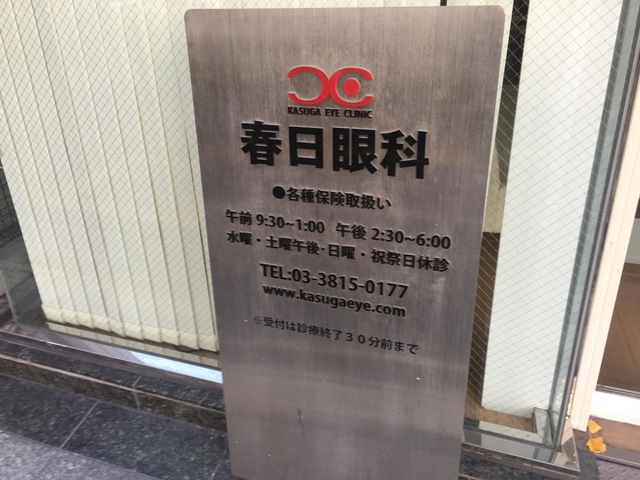 KASUGA EYE CLINIC
春日眼科
●各種保険取扱い
午前 9:30~1:00 午後 2:30~6:00
水曜・土曜午後・日曜・祝祭日休診
TEL:03-3815-0177
www.kasugaeye.com
※受付は診療終了３０分前まで